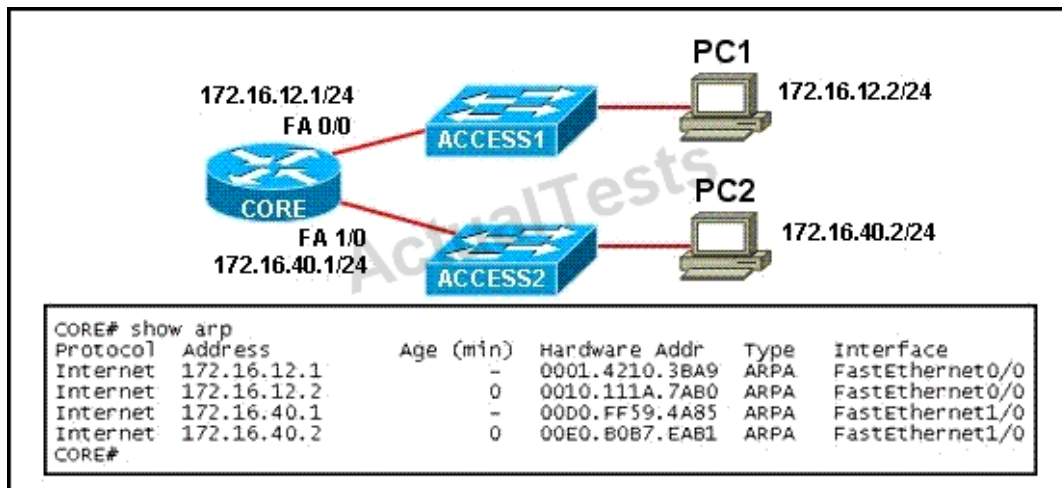 PC1
172.16.12.1/24
172.16.12.2/24
FA 0/0
ACCESS1
ActualTests
PC2
CORE
172.16.40.2/24
FA 1/0
172.16.40.1/24
ACCESS2
CORE# show arp
Protocol Address Age (min) Hardware Addr Type Interface
Internet 172.16.12.1 - 0001.4210.3BA9 ARPA FastEthernet0/0
Internet 172.16.12.2 0 0010.111A.7AB0 ARPA FastEthernet0/0
Internet 172.16.40.1 - 00D0.FF59.4A85 ARPA FastEthernet1/0
Internet 172.16.40.2 0 00E0.B0B7.EAB1 ARPA FastEthernet1/0
CORE#